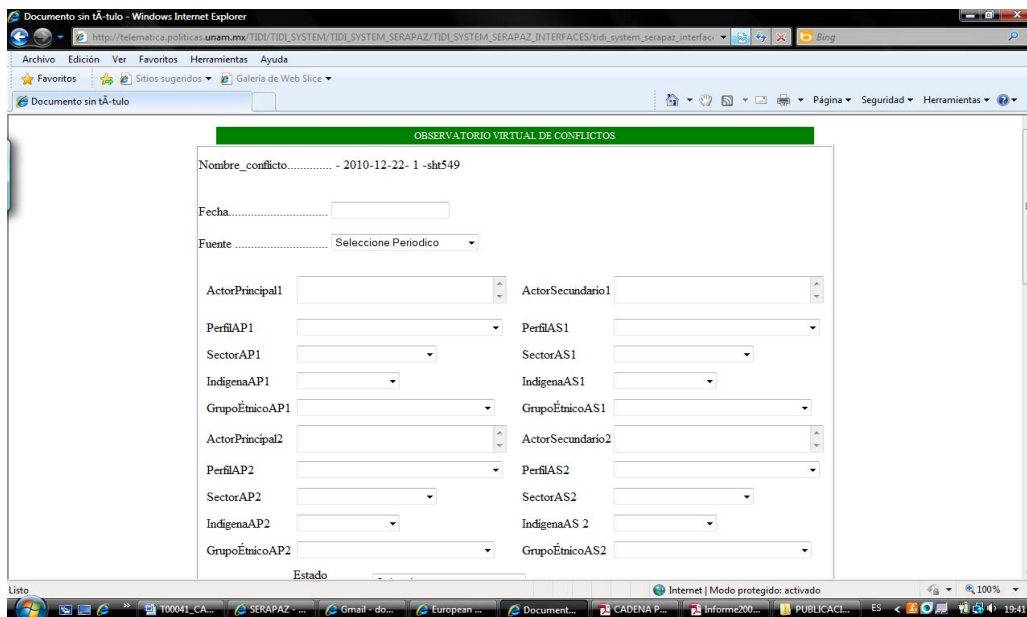 Documento sin tÃ-tulo - Windows Internet Explorer
http://telematica.politicas.unam.mx/TIDI/TIDI_SYSTEM/TIDI_SYSTEM_SERAPAZ/TIDI_SYSTEM_SERAPAZ_INTERFACES/tidi_system_serapaz_interfac
Bing
Archivo Edición Ver Favoritos Herramientas Ayuda
Favoritos Sitios sugeridos Galería de Web Slice
Documento sin tÃ-tulo Página Seguridad Herramientas
OBSERVATORIO VIRTUAL DE CONFLICTOS
Nombre_conflicto.............. - 2010-12-22- 1 -sht549
Fecha...............................
Fuente ............................. Seleccione Periodico
ActorPrincipal1 ActorSecundario1
PerfilAP1 PerfilAS1
SectorAP1 SectorAS1
IndigenaAP1 IndigenaAS1
GrupoÉtnicoAP1 GrupoÉtnicoAS1
ActorPrincipal2 ActorSecundario2
PerfilAP2 PerfilAS2
SectorAP2 SectorAS2
IndigenaAP2 IndigenaAS 2
GrupoÉtnicoAP2 GrupoÉtnicoAS2
Estado
Listo Internet | Modo protegido: activado 100%
T00041_CA... SERAPAZ - ... Gmail - do... European ... Document... CADENA P... Informe200... PUBLICACI... ES 19:41